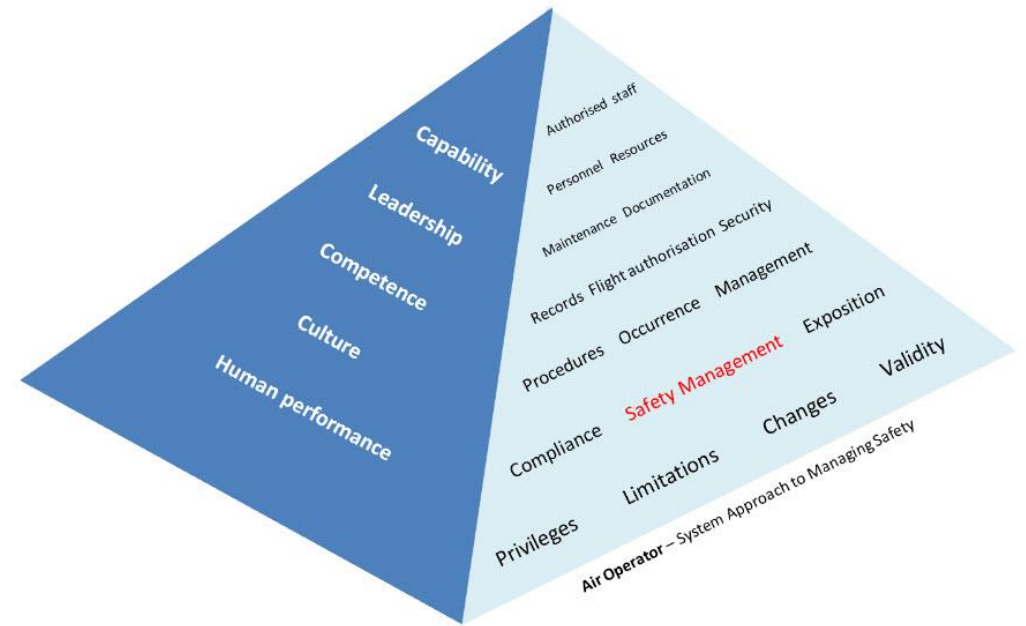 Capability
Leadership
Competence
Culture
Human performance
Authorised staff
Personnel Resources
Maintenance Documentation
Records Flight authorisation Security
Procedures Occurrence Management
Compliance Safety Management Exposition
Privileges Limitations Changes Validity
Air Operator – System Approach to Managing Safety